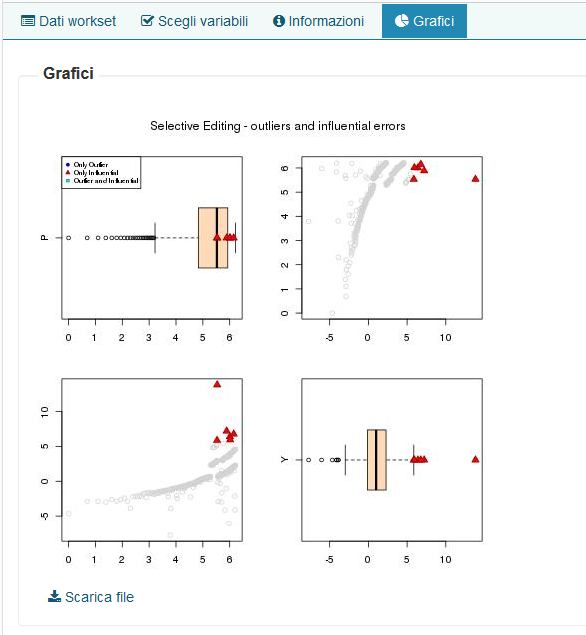 Dati workset Scegli variabili Informazioni Grafici
Grafici
Selective Editing - outliers and influential errors
Only Outlier
Only Influential
Outlier and Influential
P
0 1 2 3 4 5 6
0 1 2 3 4 5 6
-5 0 5 10
-5 0 5 10
0 1 2 3 4 5 6
Y
-5 0 5 10
Scarica file